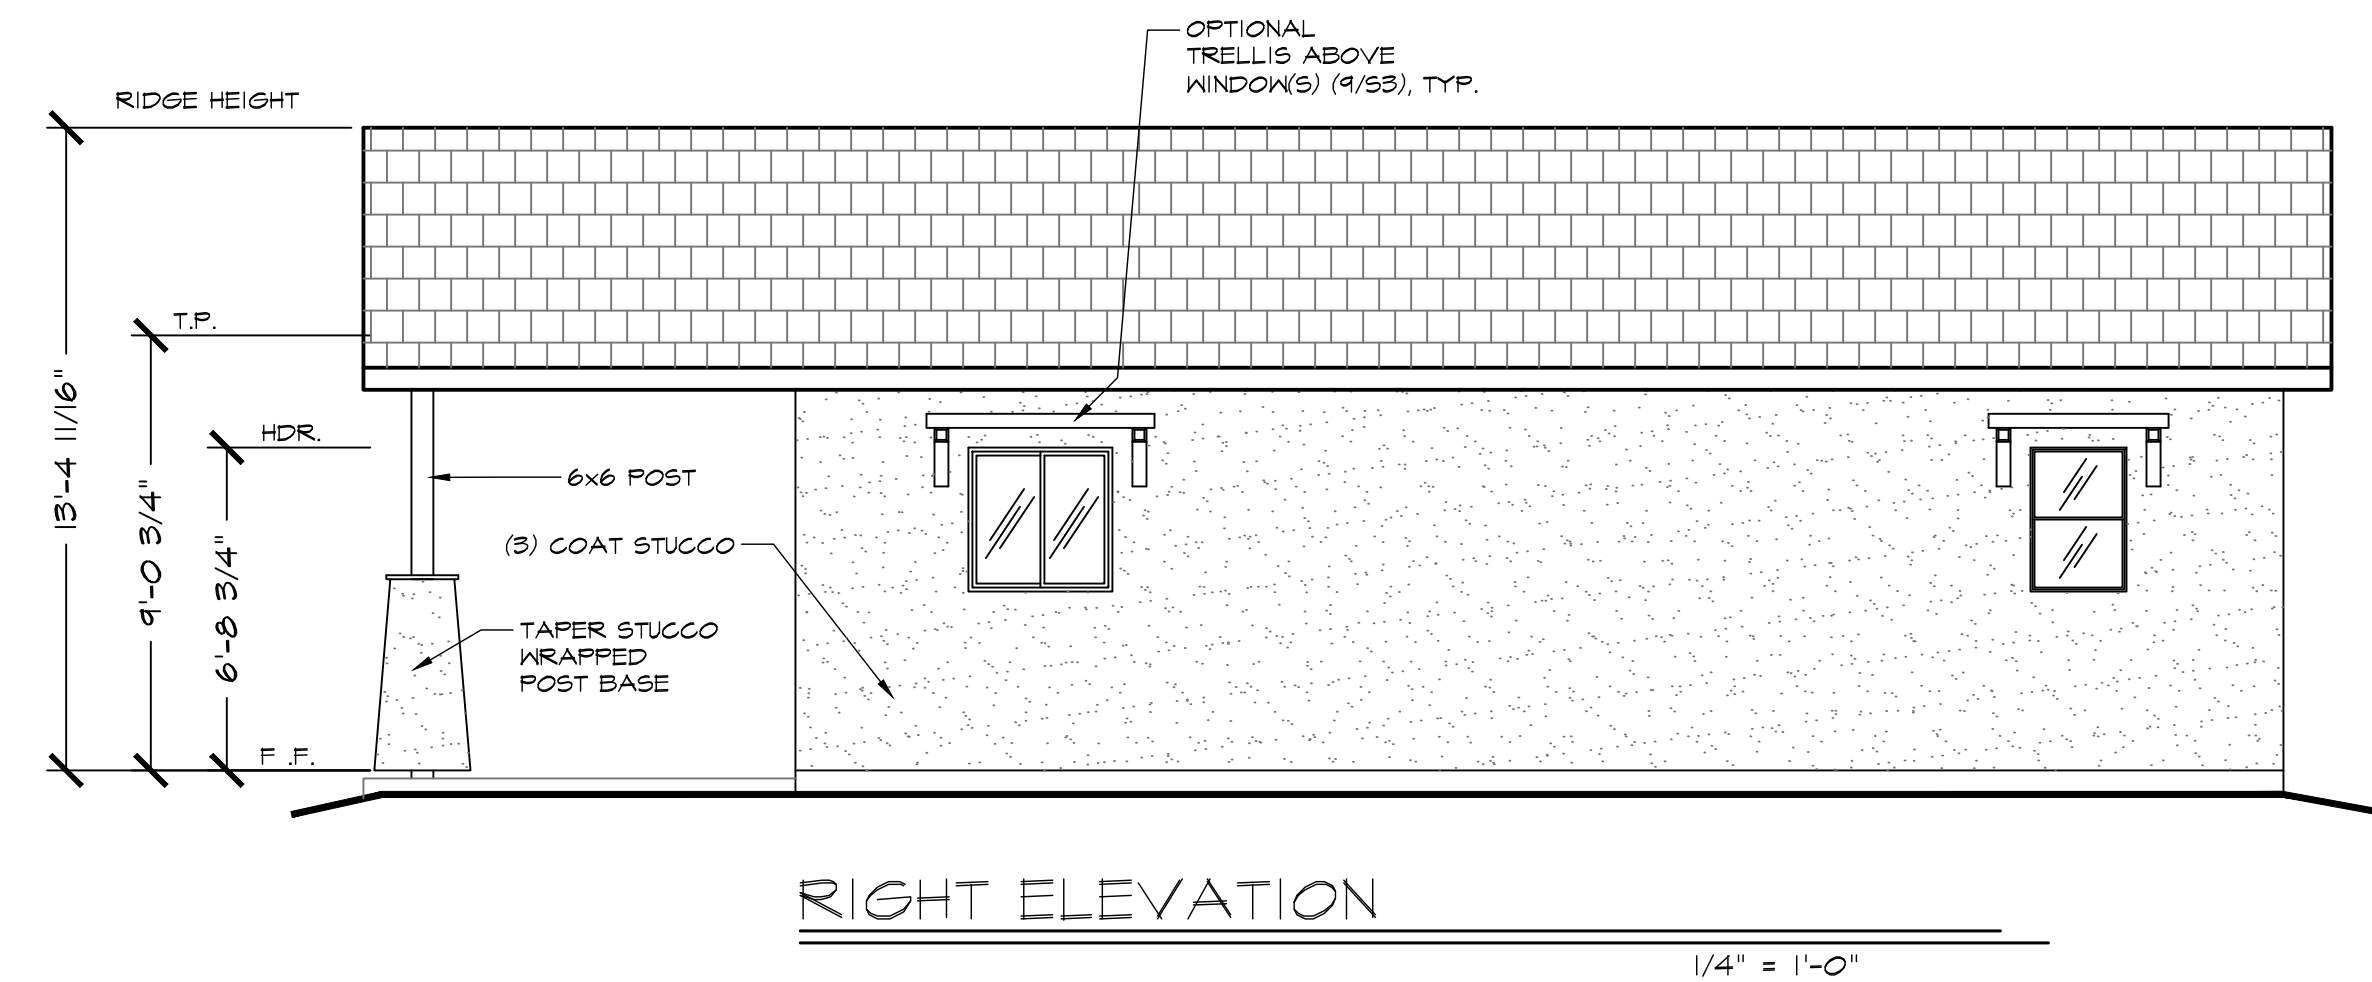 OPTIONAL
TRELLIS ABOVE
WINDOW(S) (9/S3), TYP.
RIDGE HEIGHT
T.P.
HDR.
13'-4 11/16"
9'-0 3/4"
6'-8 3/4"
6x6 POST
(3) COAT STUCCO
TAPER STUCCO
WRAPPED
POST BASE
F .F.
RIGHT ELEVATION
1/4" = 1'-0"